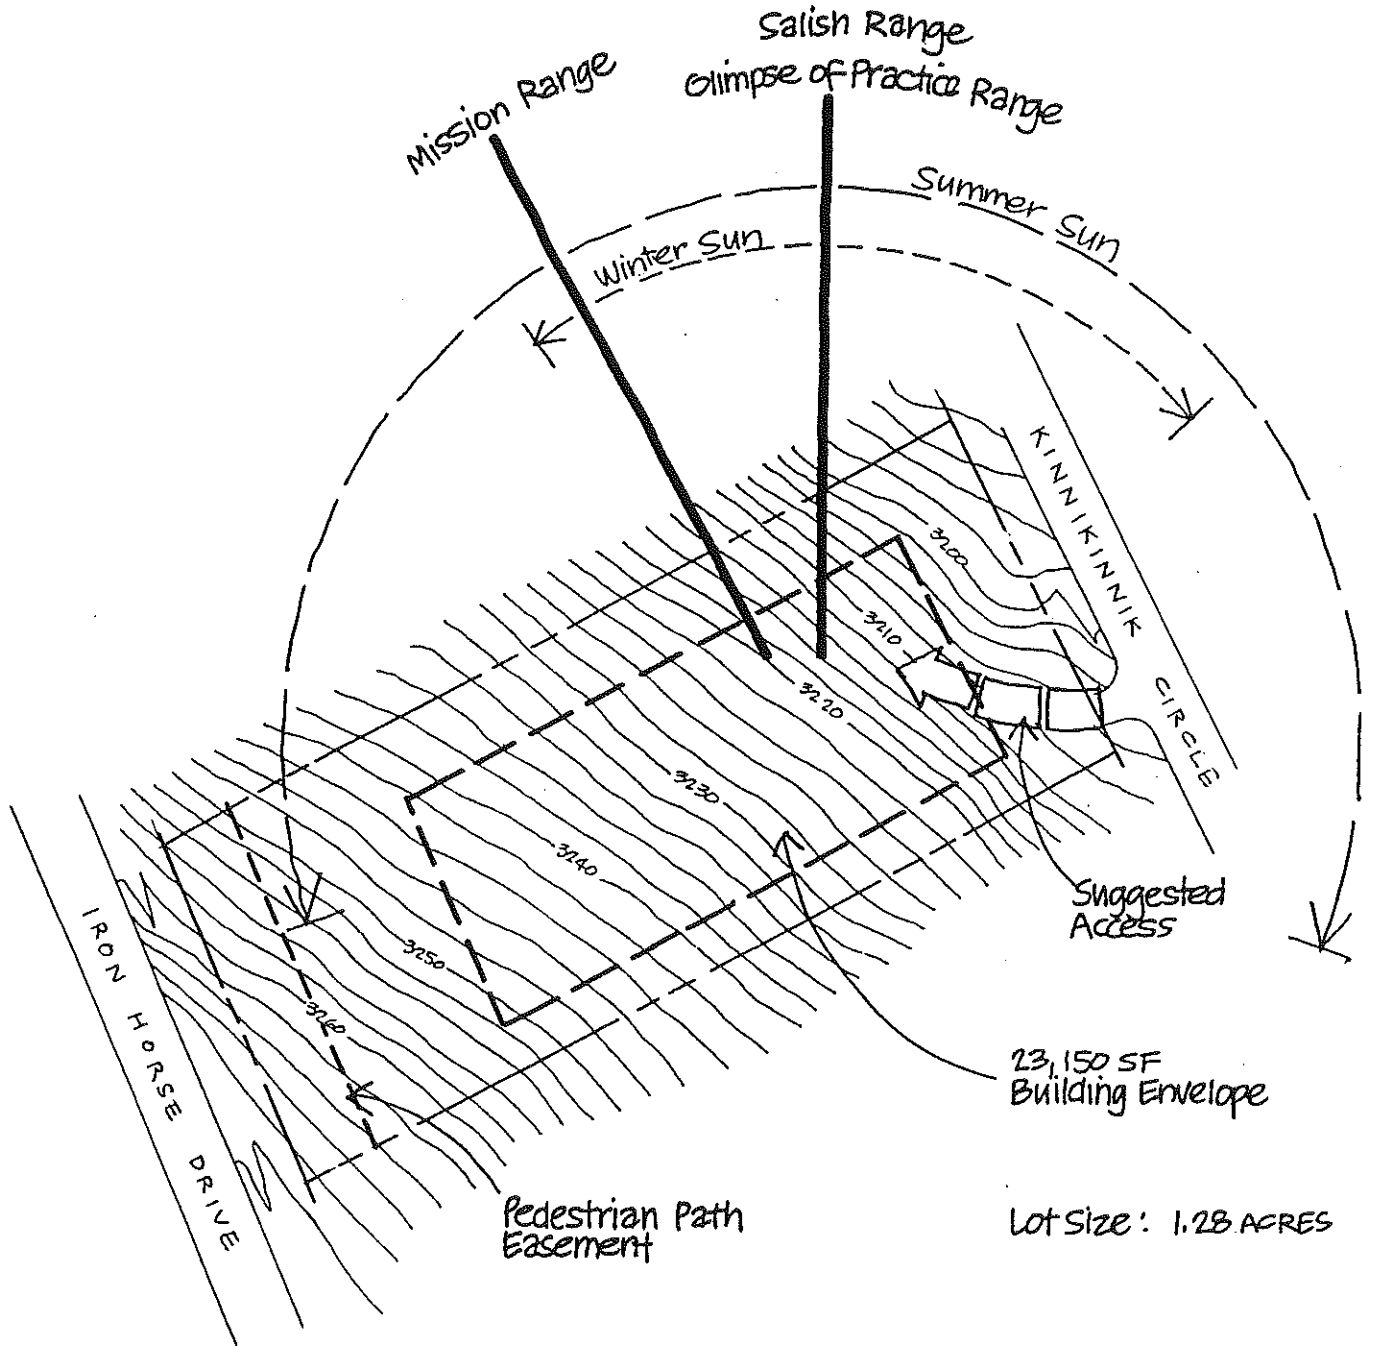 Salish Range
Glimpse of Practice Range
Mission Range
Summer Sun
Winter Sun
KINNIKINNIK CIRCLE
3200
3210
3220
3230
3240
3250
3260
Suggested
Access
IRON HORSE DRIVE
23,150 SF
Building Envelope
Pedestrian Path
Easement
Lot Size: 1.28 ACRES